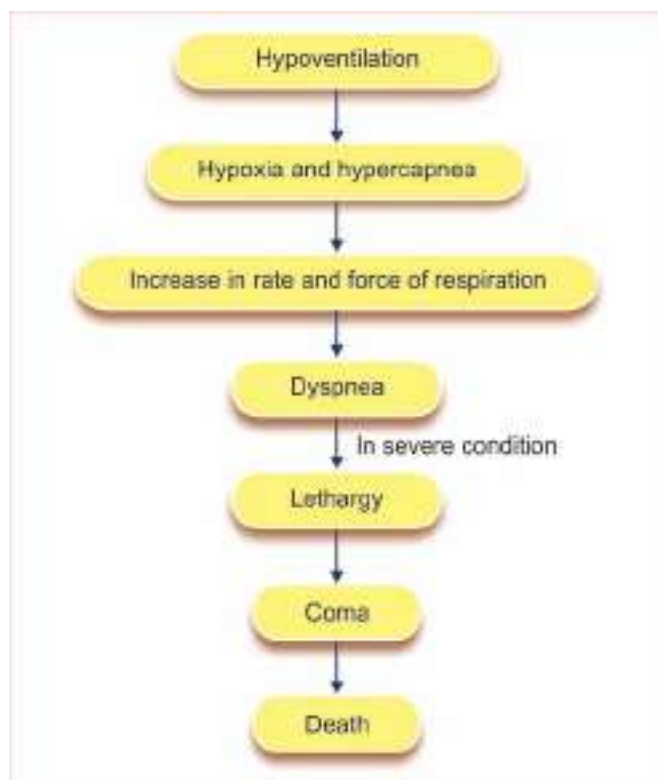 Hypoventilation
Hypoxia and hypercapnea
Increase in rate and force of respiration
Dyspnea
In severe condition
Lethargy
Coma
Death